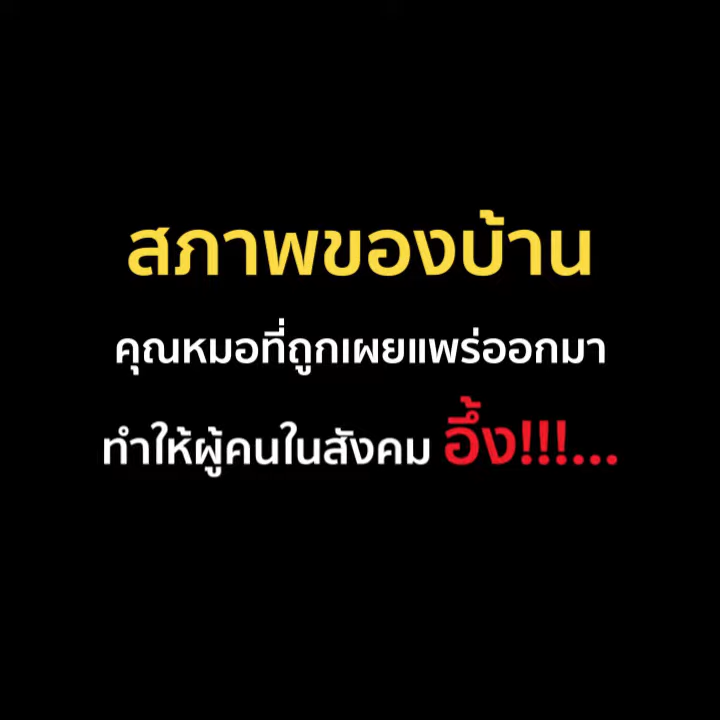 สภาพของบ้าน
คุณหมอที่ถูกเผยแพร่ออกมา
ทำให้ผู้คนในสังคม อึ้ง!!!...